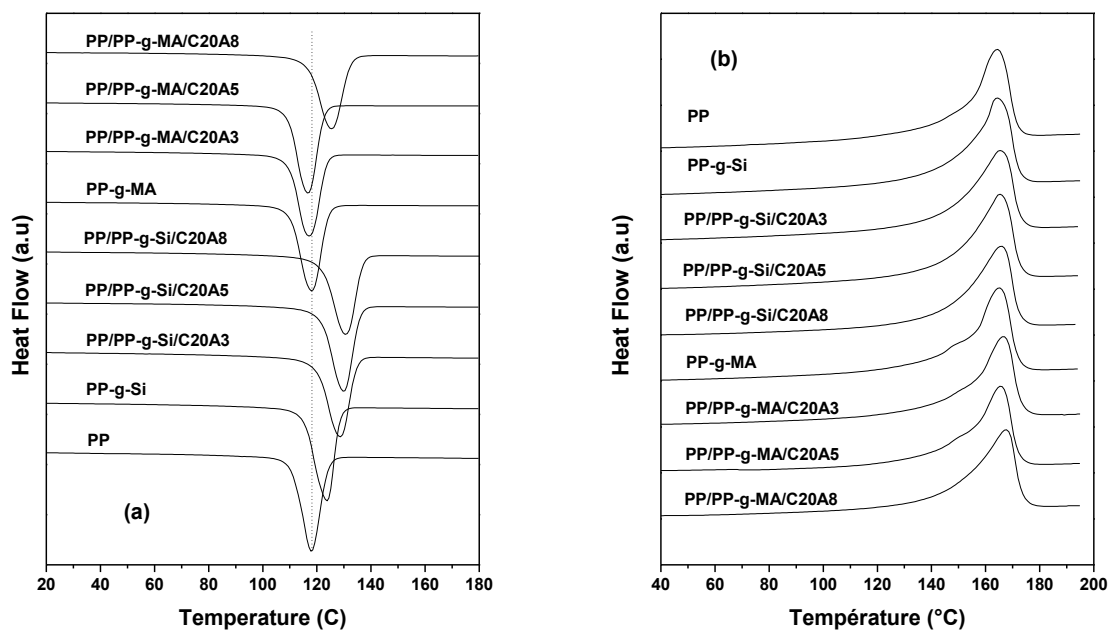 PP/PP-g-MA/C20A8
PP/PP-g-MA/C20A5
PP/PP-g-MA/C20A3
PP-g-MA
PP/PP-g-Si/C20A8
PP/PP-g-Si/C20A5
PP/PP-g-Si/C20A3
PP-g-Si
PP
(a)
Heat Flow (a.u)
20 40 60 80 100 120 140 160 180
Temperature (C)
(b)
PP
PP-g-Si
PP/PP-g-Si/C20A3
PP/PP-g-Si/C20A5
PP/PP-g-Si/C20A8
PP-g-MA
PP/PP-g-MA/C20A3
PP/PP-g-MA/C20A5
PP/PP-g-MA/C20A8
Heat Flow (a.u)
40 60 80 100 120 140 160 180 200
Température (°C)